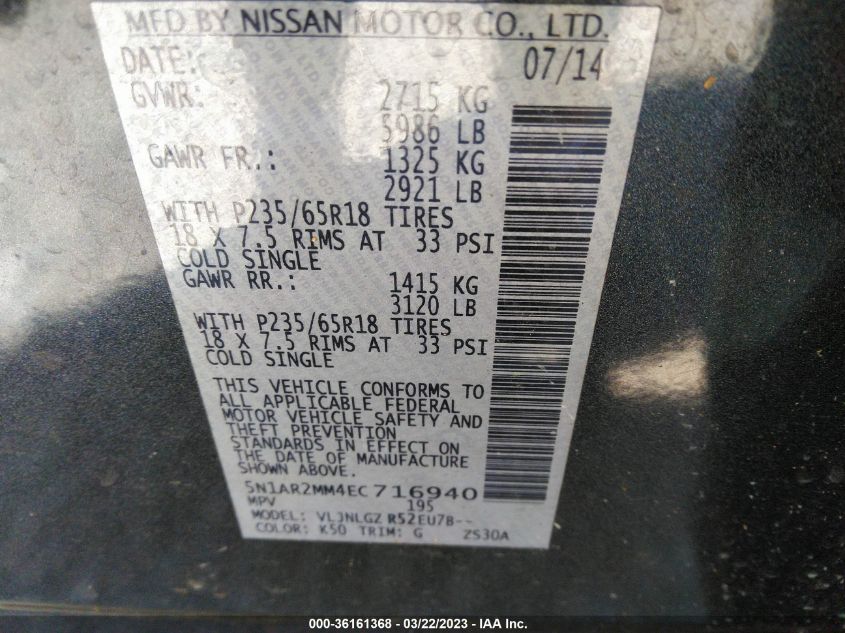 MFD BY NISSAN MOTOR CO., LTD.
DATE: 07/14
GVWR: 2715 KG
5986 LB
GAWR FR.: 1325 KG
2921 LB
WITH P235/65R18 TIRES
18 X 7.5 RIMS AT 33 PSI
COLD SINGLE
GAWR RR.: 1415 KG
3120 LB
WITH P235/65R18 TIRES
18 X 7.5 RIMS AT 33 PSI
COLD SINGLE
THIS VEHICLE CONFORMS TO
ALL APPLICABLE FEDERAL
MOTOR VEHICLE SAFETY AND
THEFT PREVENTION
STANDARDS IN EFFECT ON
THE DATE OF MANUFACTURE
SHOWN ABOVE.
5N1AR2MM4EC716940
MPV 195
MODEL: VLJNLGZ R52EU7B--
COLOR: K50 TRIM: G ZS30A
000-36161368 - 03/22/2023 - IAA Inc.